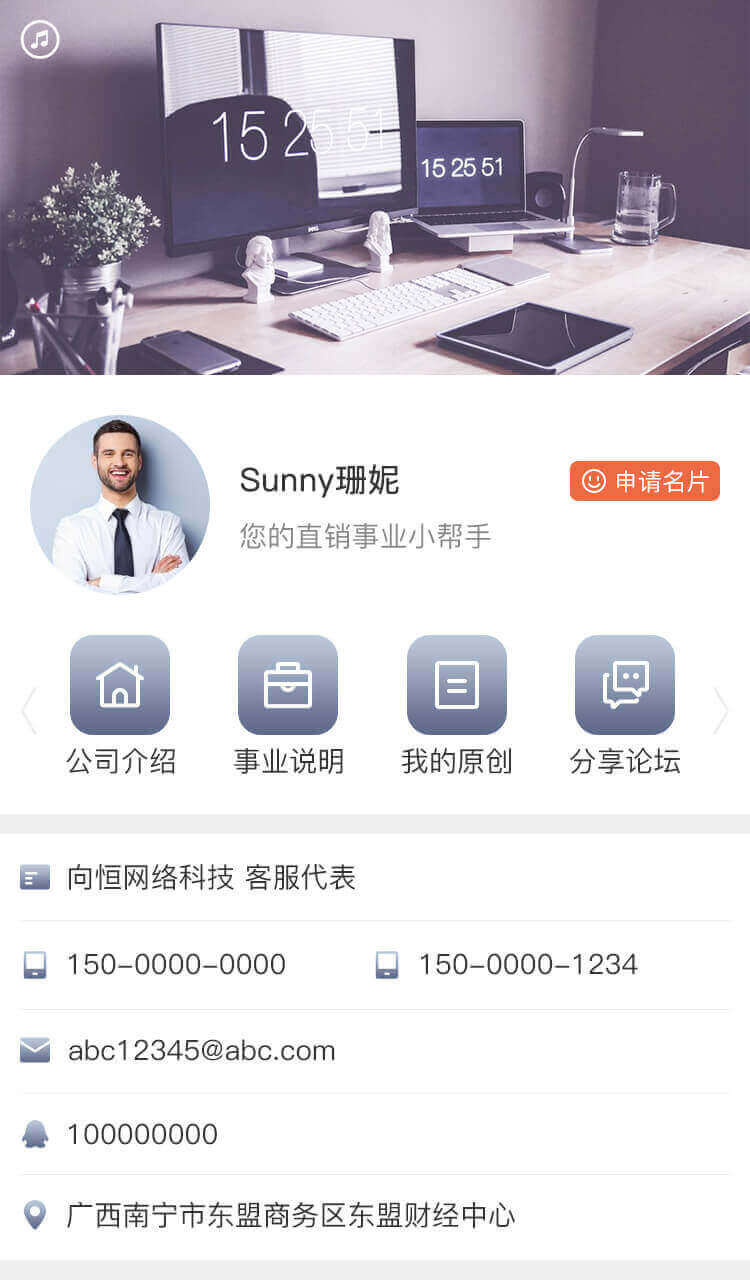 15 25 51
15 25 51
DELL
Sunny珊妮
申请名片
您的直销事业小帮手
公司介绍 事业说明 我的原创 分享论坛
向恒网络科技 客服代表
150-0000-0000 150-0000-1234
abc12345@abc.com
100000000
广西南宁市东盟商务区东盟财经中心